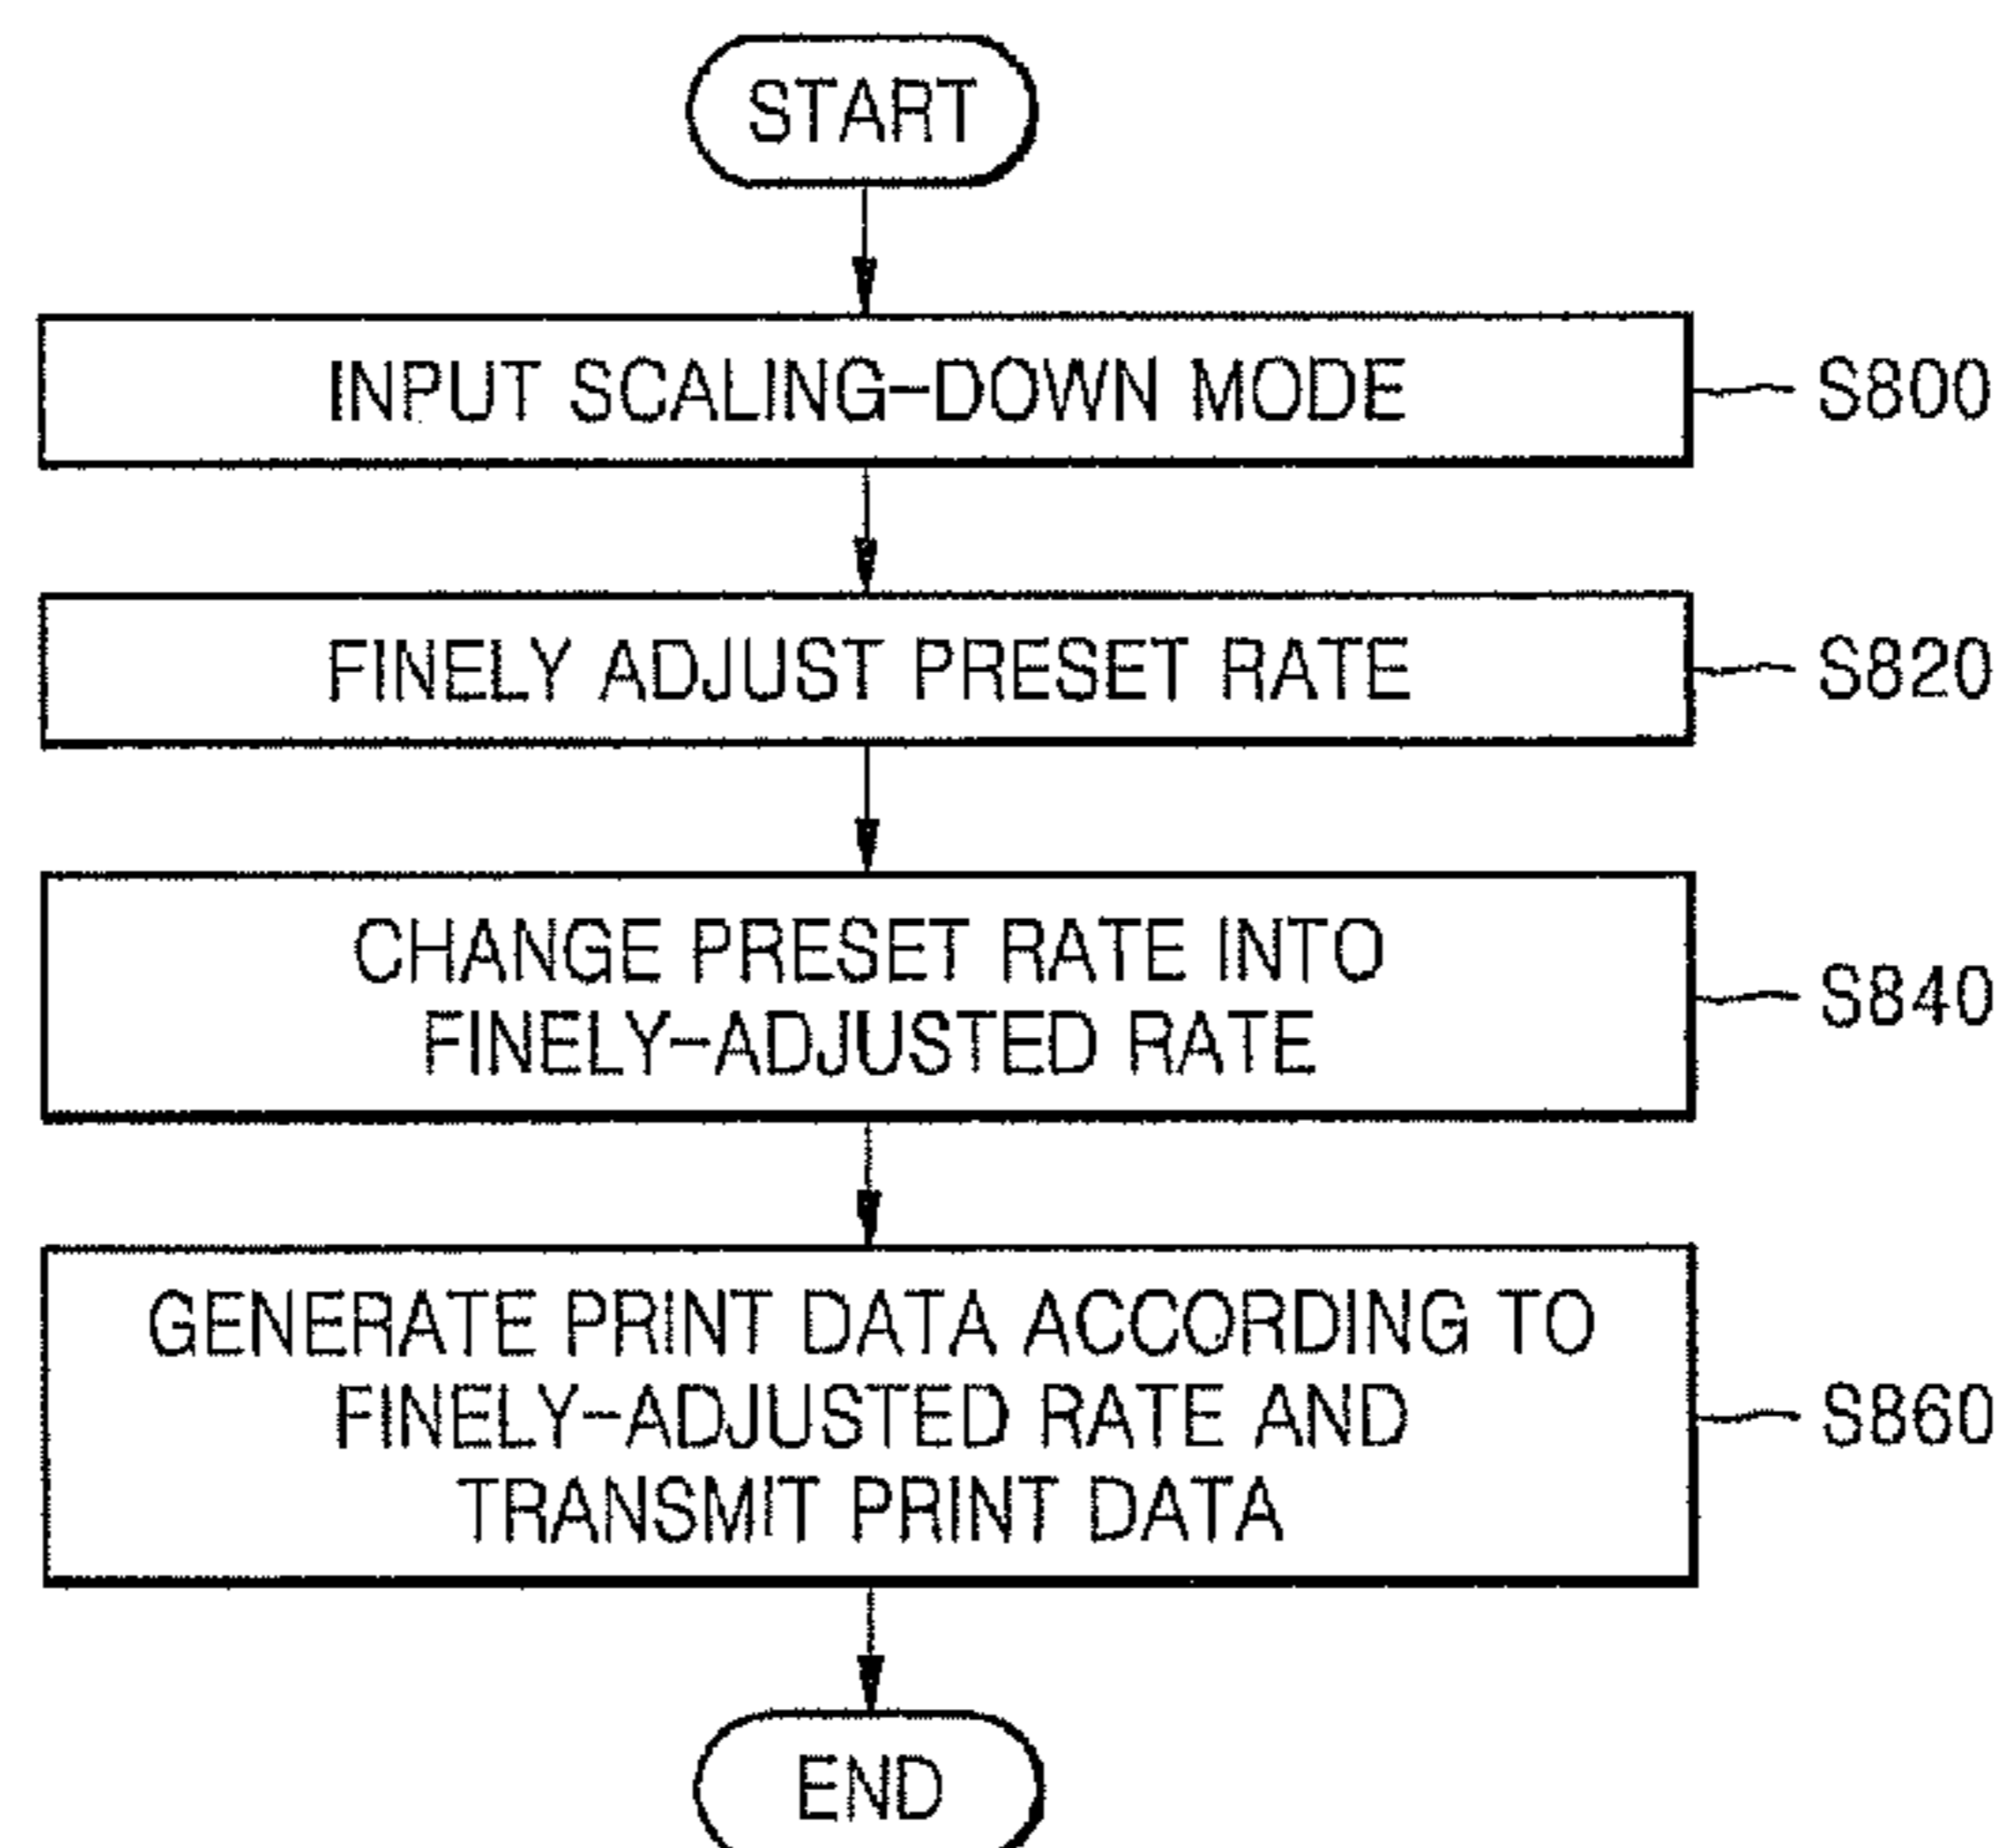 START
INPUT SCALING-DOWN MODE
S800
FINELY ADJUST PRESET RATE
S820
CHANGE PRESET RATE INTO
FINELY-ADJUSTED RATE
S840
GENERATE PRINT DATA ACCORDING TO
FINELY-ADJUSTED RATE AND
TRANSMIT PRINT DATA
S860
END